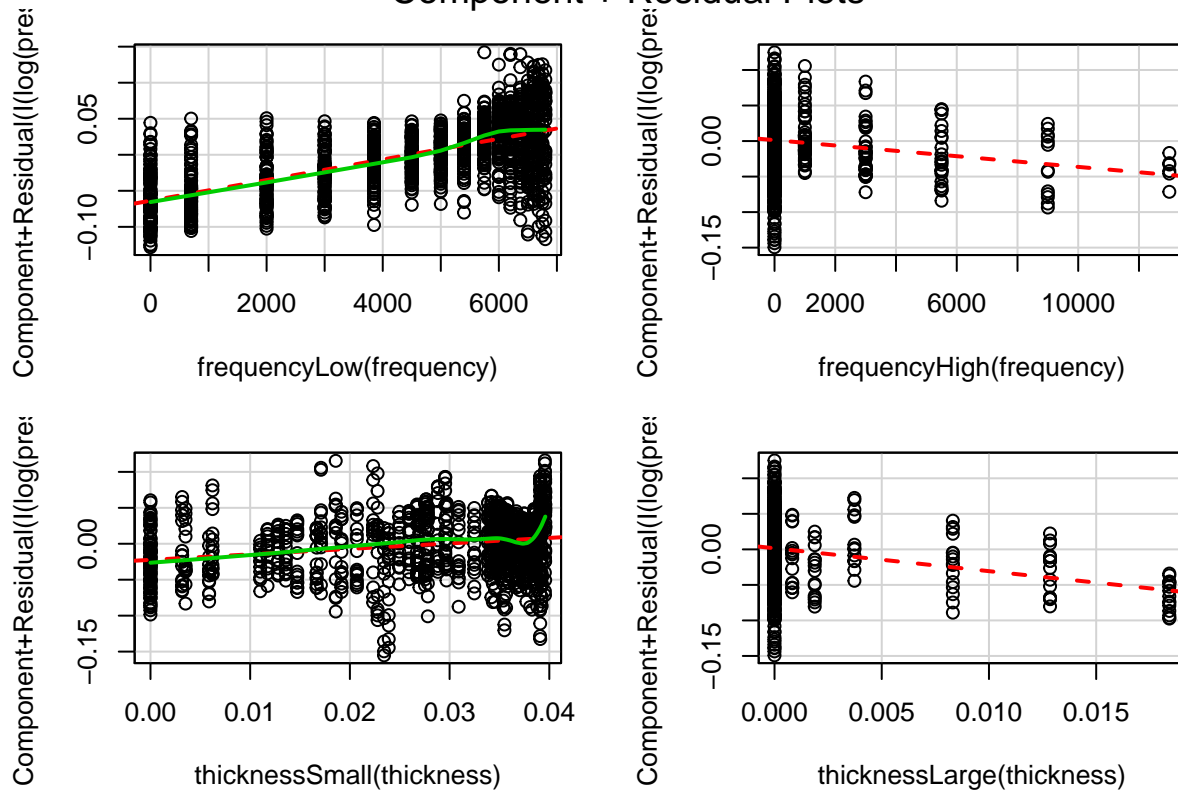 Component + Residual Plots
Component+Residual(I((log(pres
0.05
−0.10
0 2000 4000 6000
frequencyLow(frequency)
Component+Residual(I((log(pres
0.00
−0.15
0 2000 6000 10000
frequencyHigh(frequency)
Component+Residual(I((log(pres
0.00
−0.15
0.00 0.01 0.02 0.03 0.04
thicknessSmall(thickness)
Component+Residual(I((log(pres
0.00
−0.15
0.000 0.005 0.010 0.015
thicknessLarge(thickness)